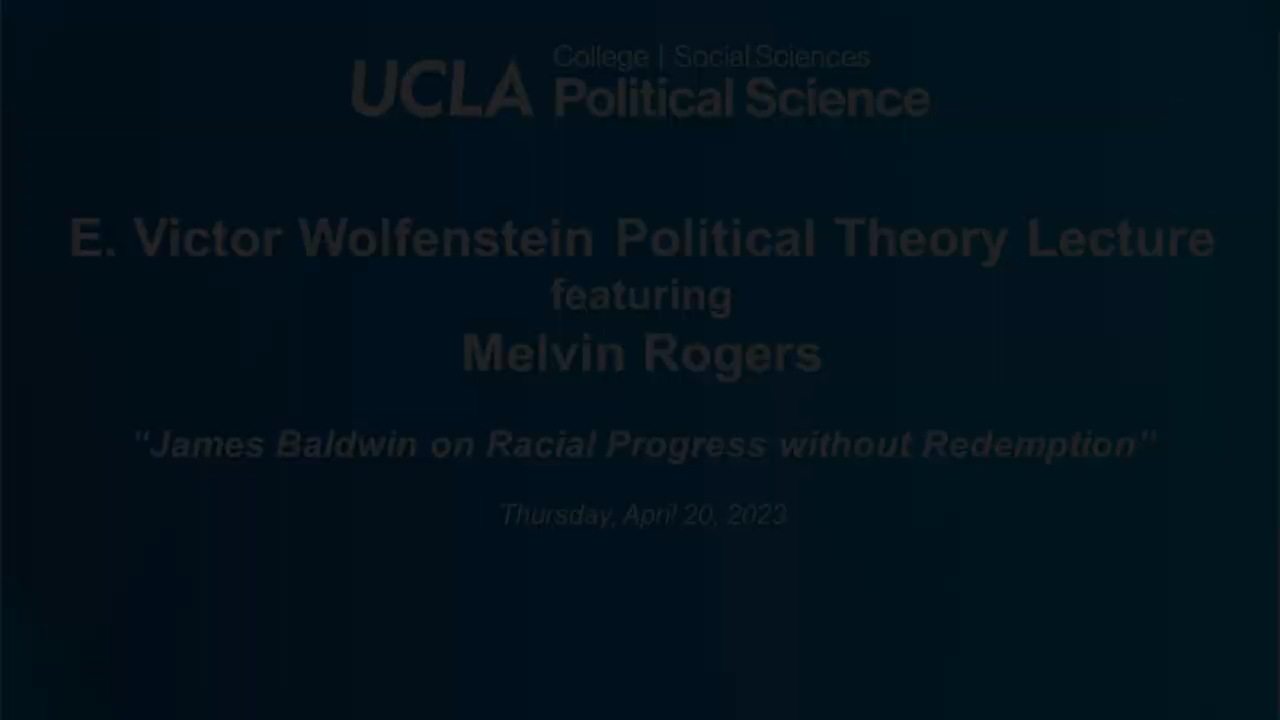 UCLA College | Social Sciences
Political Science
E. Victor Wolfenstein Political Theory Lecture
featuring
Melvin Rogers
"James Baldwin on Racial Progress without Redemption"
Thursday, April 20, 2023